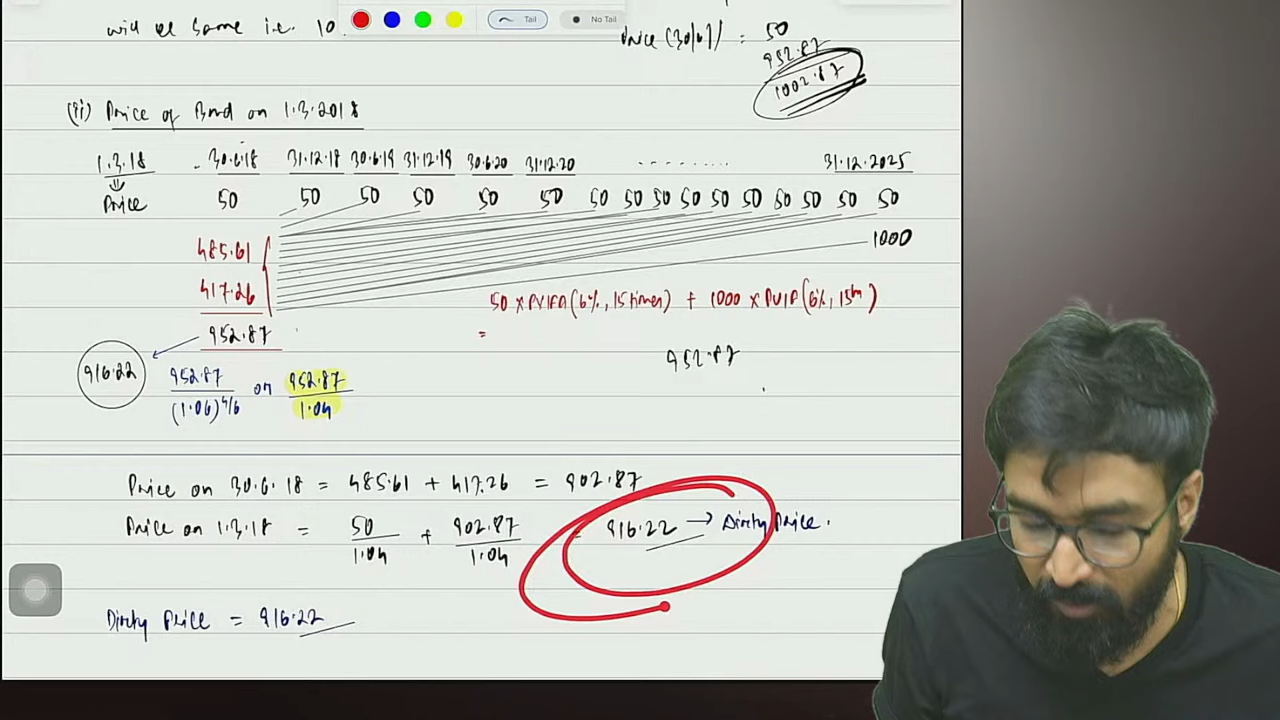 will be same i.e. 10
Tail
No Tail
Price (30/6/) = 50
952.87
1002.87
(ii) Price of Bond on 1.3.2018
1.3.18 30.6.18 31.12.18 30.6.19 31.12.19 30.6.20 31.12.20 ......... 31.12.2025
Price 50 50 50 50 50 50 50 50 50 50 50 50 50 50 50 50
1000
485.61
417.26
50 x PVIFA (6%, 15 times) + 1000 x PVIF (6%, 15th)
=
952.87
952.87
916.22
952.87 / (1.06)^4/6 or 952.87 / 1.04
Price on 30.6.18 = 485.61 + 417.26 = 902.87
Price on 1.3.18 = 50 / 1.04 + 902.87 / 1.04 = 916.22 → Dirty Price.
Dirty Price = 916.22